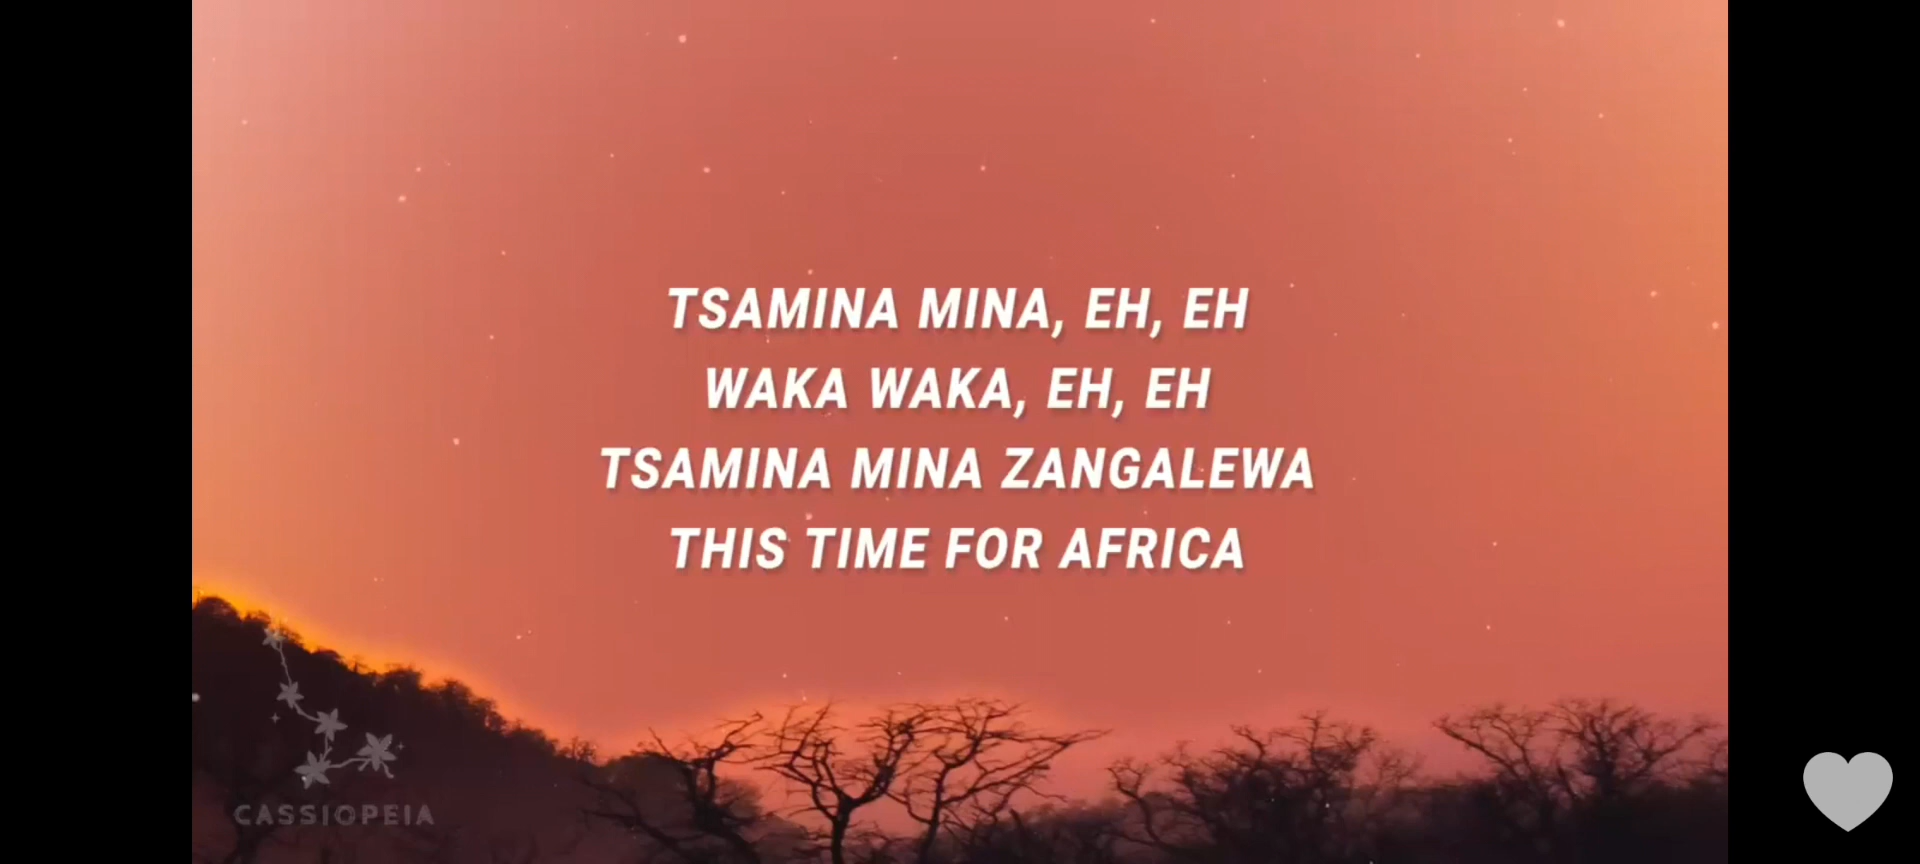 TSAMINA MINA, EH, EH
WAKA WAKA, EH, EH
TSAMINA MINA ZANGALEWA
THIS TIME FOR AFRICA
CASSIOPEIA